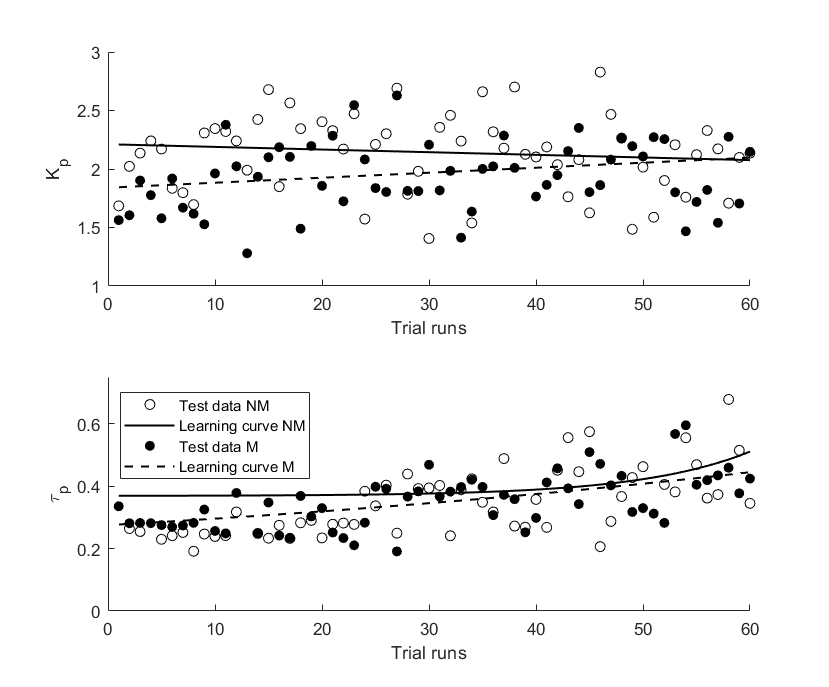 3
2.5
2
1.5
1
K_p
0 10 20 30 40 50 60
Trial runs
Test data NM
Learning curve NM
Test data M
Learning curve M
0.6
0.4
0.2
0
τ_p
0 10 20 30 40 50 60
Trial runs